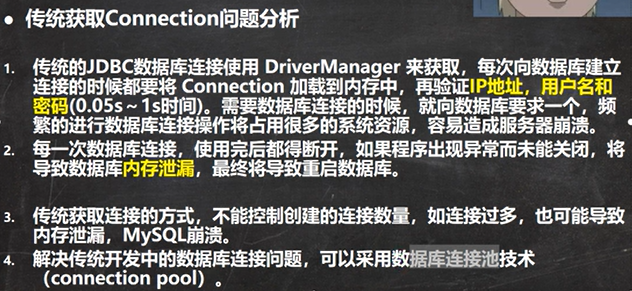 ● 传统获取Connection问题分析
1. 传统的JDBC数据库连接使用 DriverManager 来获取，每次向数据库建立
连接的时候都要将 Connection 加载到内存中，再验证IP地址，用户名和
密码(0.05s～1s时间)。需要数据库连接的时候，就向数据库要求一个，频
繁的进行数据库连接操作将占用很多的系统资源，容易造成服务器崩溃。
2. 每一次数据库连接，使用完后都得断开，如果程序出现异常而未能关闭，将
导致数据库内存泄漏，最终将导致重启数据库。
3. 传统获取连接的方式，不能控制创建的连接数量，如连接过多，也可能导致
内存泄漏，MySQL崩溃。
4. 解决传统开发中的数据库连接问题，可以采用数据库连接池技术
（connection pool）。